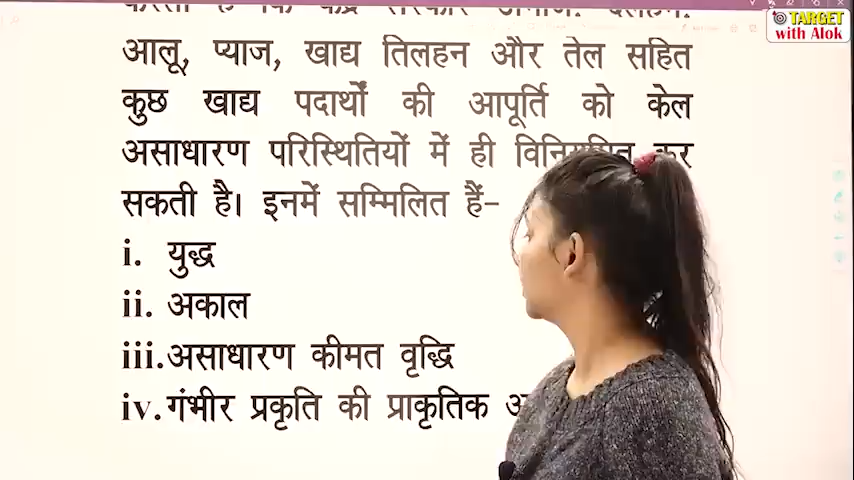 TARGET
with Alok
आलू, प्याज, खाद्य तिलहन और तेल सहित
कुछ खाद्य पदार्थों की आपूर्ति को केल
असाधारण परिस्थितियों में ही कर
सकती है। इनमें सम्मिलित हैं-
i. युद्ध
ii. अकाल
iii.असाधारण कीमत वृद्धि
iv.गंभीर प्रकृति की प्राकृतिक